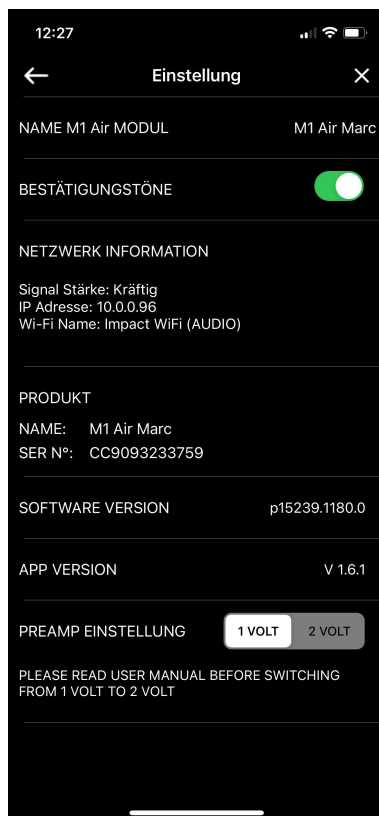 12:27
Einstellung
NAME M1 Air MODUL M1 Air Marc
BESTÄTIGUNGSTÖNE
NETZWERK INFORMATION
Signal Stärke: Kräftig
IP Adresse: 10.0.0.96
Wi-Fi Name: Impact WiFi (AUDIO)
PRODUKT
NAME: M1 Air Marc
SER N°: CC9093233759
SOFTWARE VERSION p15239.1180.0
APP VERSION V 1.6.1
PREAMP EINSTELLUNG 1 VOLT 2 VOLT
PLEASE READ USER MANUAL BEFORE SWITCHING
FROM 1 VOLT TO 2 VOLT